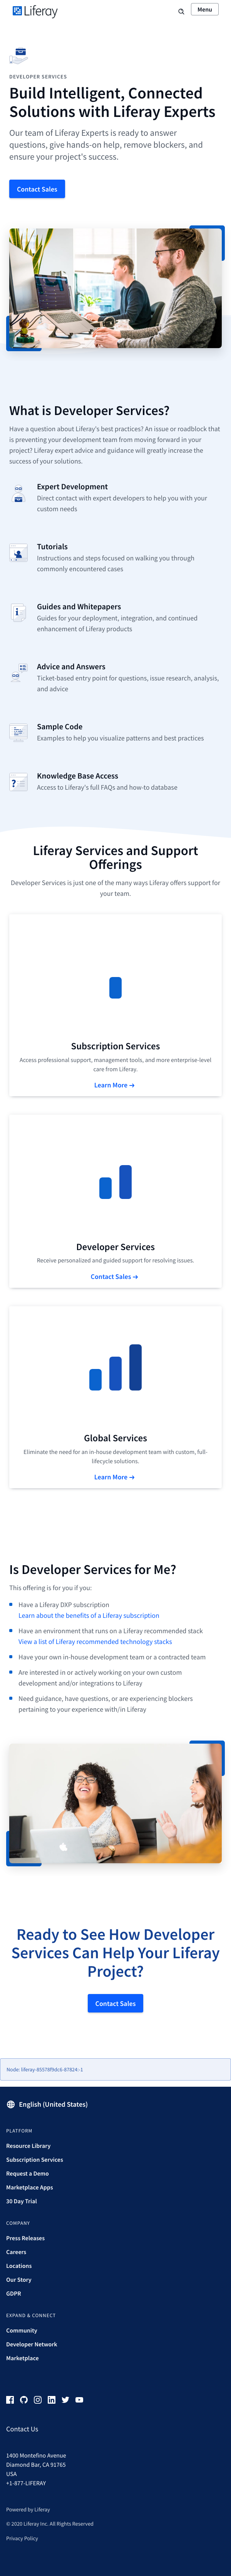 Liferay
Menu
DEVELOPER SERVICES
Build Intelligent, Connected
Solutions with Liferay Experts
Our team of Liferay Experts is ready to answer
questions, give hands-on help, remove blockers, and
ensure your project's success.
Contact Sales
What is Developer Services?
Have a question about Liferay's best practices? An issue or roadblock that
is preventing your development team from moving forward in your
project? Liferay expert advice and guidance will greatly increase the
success of your solutions.
Expert Development
Direct contact with expert developers to help you with your
custom needs
Tutorials
Instructions and steps focused on walking you through
commonly encountered cases
Guides and Whitepapers
Guides for your deployment, integration, and continued
enhancement of Liferay products
Advice and Answers
Ticket-based entry point for questions, issue research, analysis,
and advice
Sample Code
Examples to help you visualize patterns and best practices
Knowledge Base Access
Access to Liferay's full FAQs and how-to database
Liferay Services and Support
Offerings
Developer Services is just one of the many ways Liferay offers support for
your team.
Subscription Services
Access professional support, management tools, and more enterprise-level
care from Liferay.
Learn More →
Developer Services
Receive personalized and guided support for resolving issues.
Contact Sales →
Global Services
Eliminate the need for an in-house development team with custom, full-
lifecycle solutions.
Learn More →
Is Developer Services for Me?
This offering is for you if you:
Have a Liferay DXP subscription
Learn about the benefits of a Liferay subscription
Have an environment that runs on a Liferay recommended stack
View a list of Liferay recommended technology stacks
Have your own in-house development team or a contracted team
Are interested in or actively working on your own custom
development and/or integrations to Liferay
Need guidance, have questions, or are experiencing blockers
pertaining to your experience with/in Liferay
Ready to See How Developer
Services Can Help Your Liferay
Project?
Contact Sales
English (United States)
PLATFORM
Resource Library
Subscription Services
Request a Demo
Marketplace Apps
30 Day Trial
COMPANY
Press Releases
Careers
Locations
Our Story
GDPR
EXPAND & CONNECT
Community
Developer Network
Marketplace
Contact Us
1400 Montefino Avenue
Diamond Bar, CA 91765
USA
+1-877-LIFERAY
Powered by Liferay
© 2020 Liferay Inc. All Rights Reserved
Privacy Policy